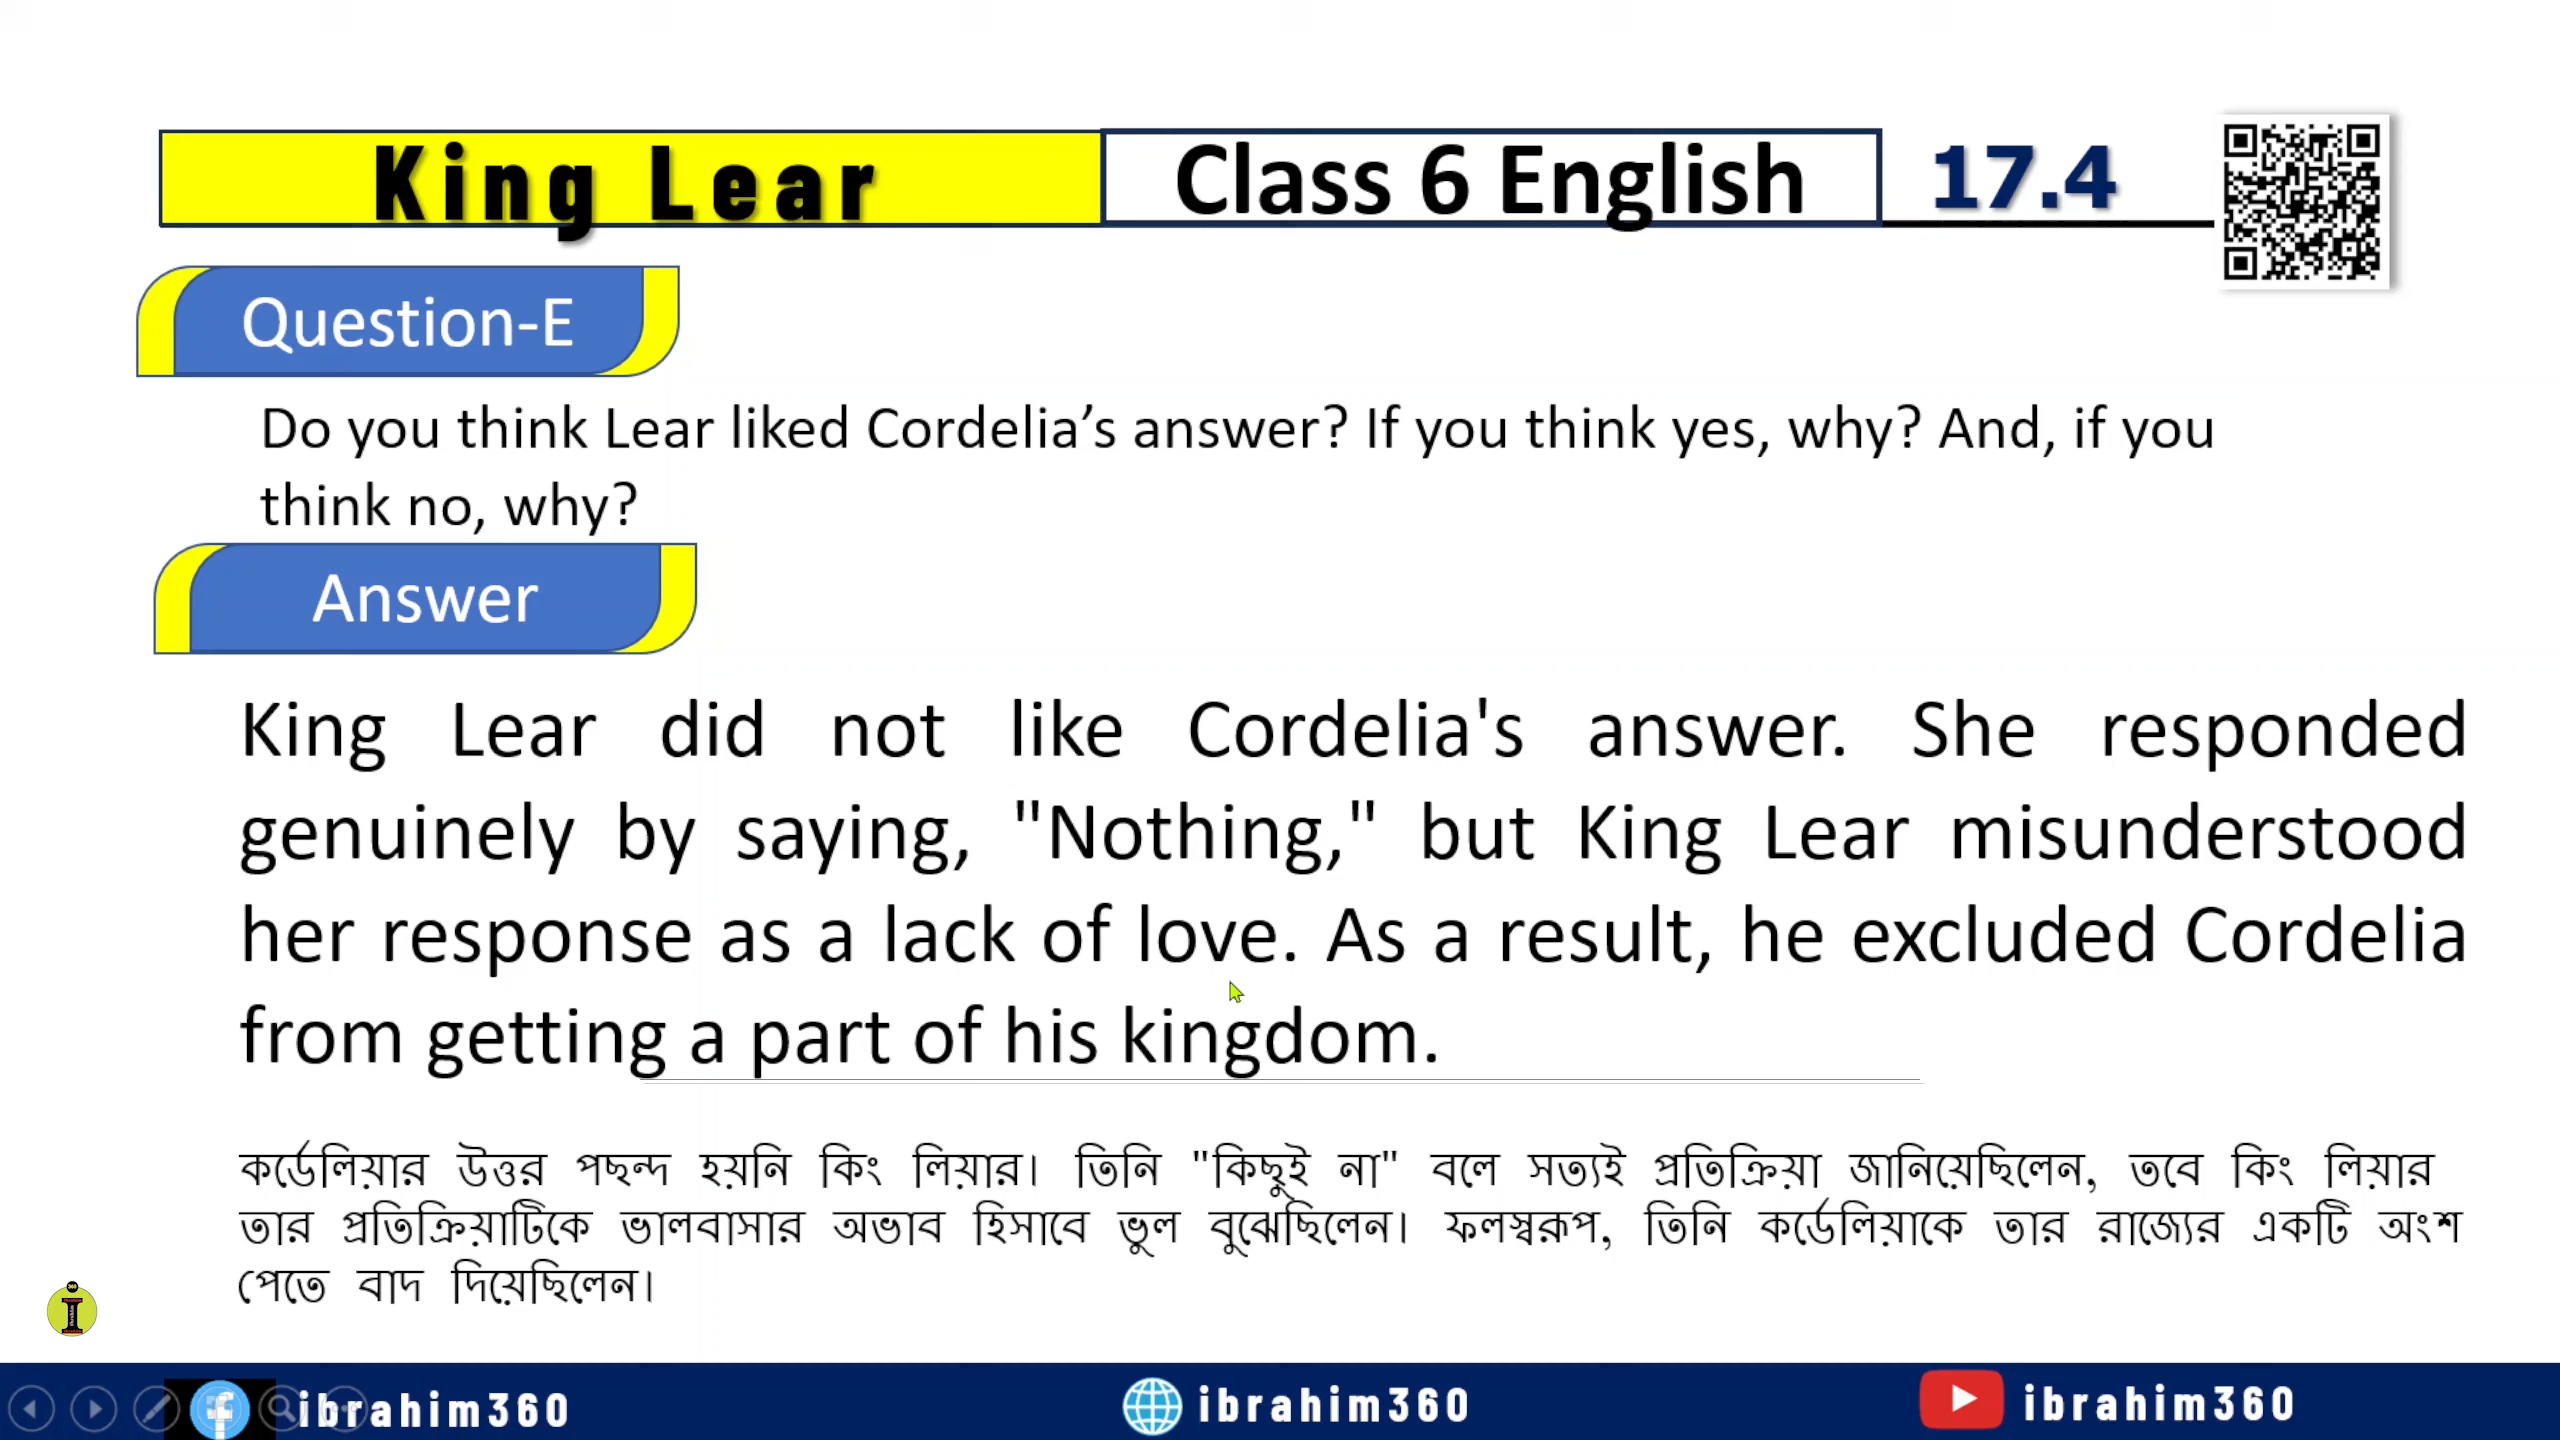 King Lear
Class 6 English
17.4
Question-E
Do you think Lear liked Cordelia’s answer? If you think yes, why? And, if you
think no, why?
Answer
King Lear did not like Cordelia's answer. She responded
genuinely by saying, "Nothing," but King Lear misunderstood
her response as a lack of love. As a result, he excluded Cordelia
from getting a part of his kingdom.
কর্ডেলিয়ার উত্তর পছন্দ হয়নি কিং লিয়ার। তিনি "কিছুই না" বলে সত্যই প্রতিক্রিয়া জানিয়েছিলেন, তবে কিং লিয়ার
তার প্রতিক্রিয়াটিকে ভালবাসার অভাব হিসাবে ভুল বুঝেছিলেন। ফলস্বরূপ, তিনি কর্ডেলিয়াকে তার রাজ্যের একটি অংশ
পেতে বাদ দিয়েছিলেন।
ibrahim360
ibrahim360
ibrahim360